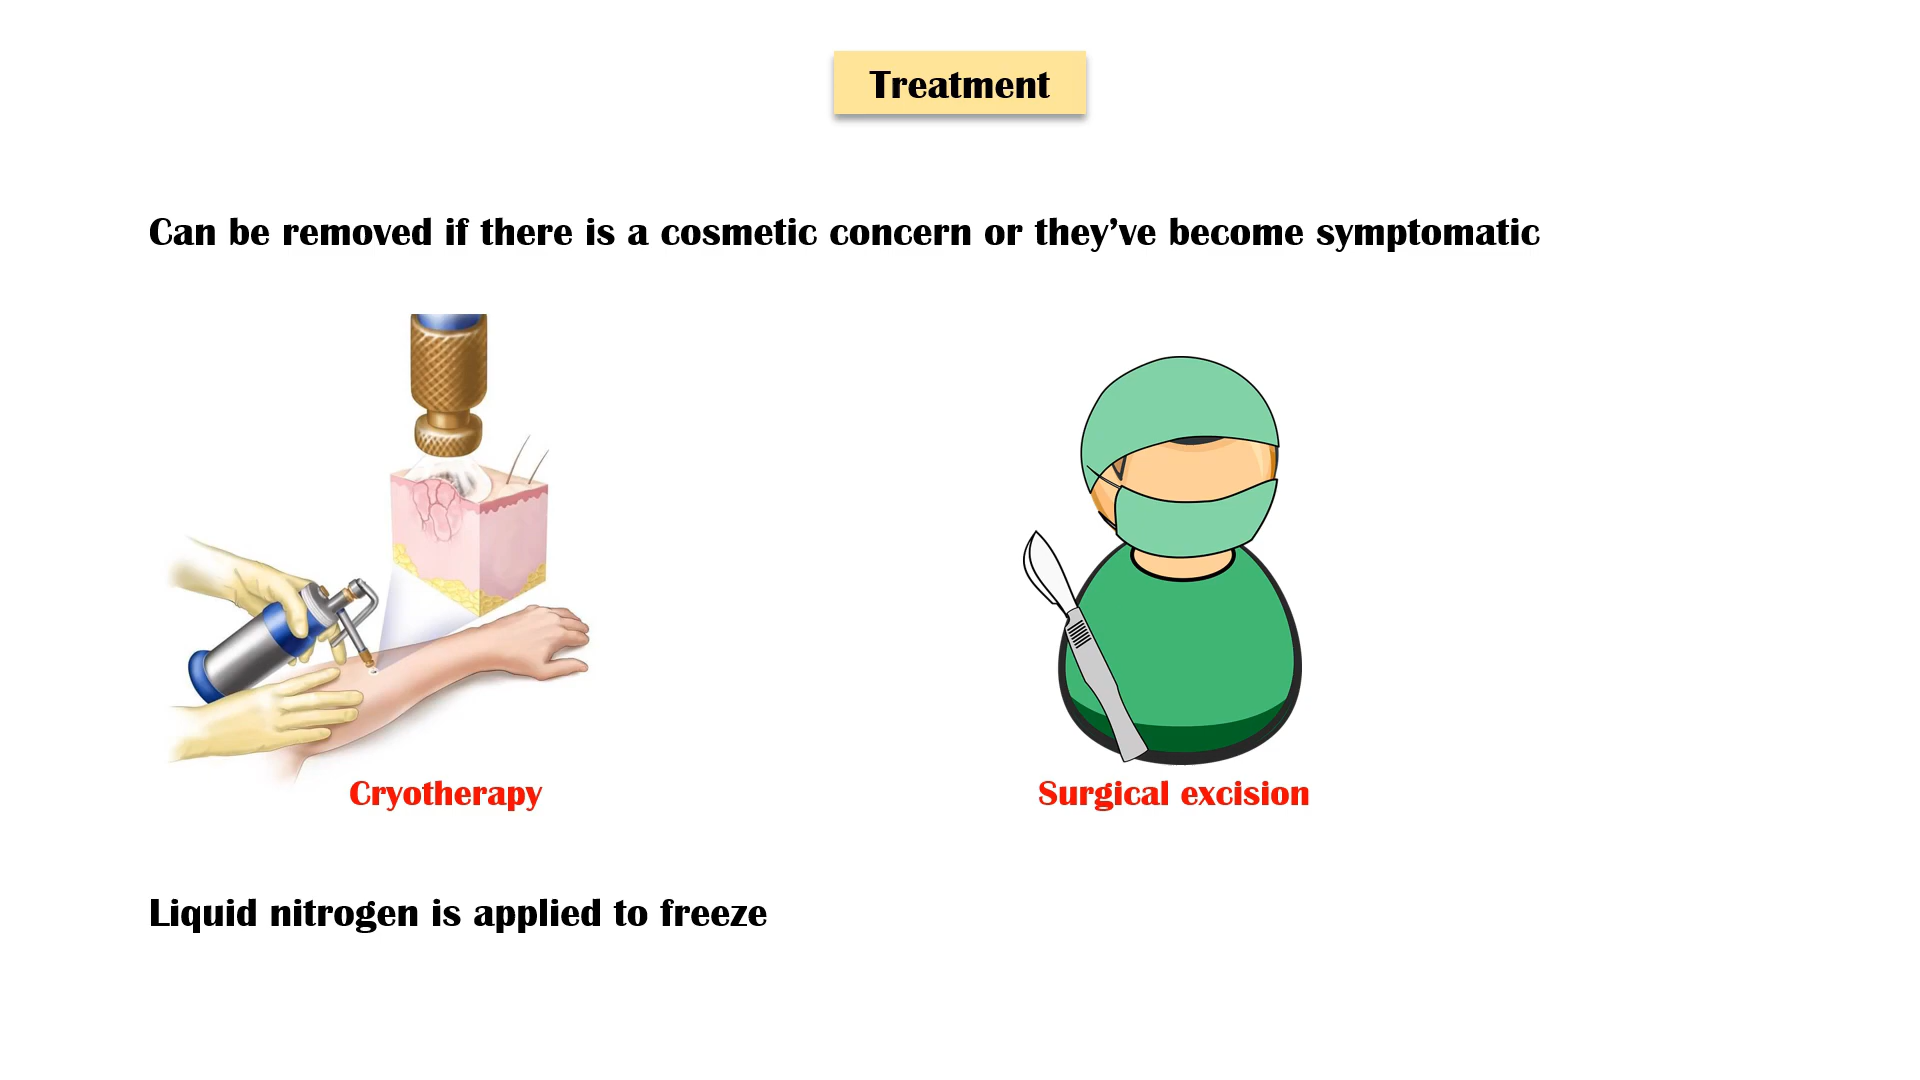 Treatment
Can be removed if there is a cosmetic concern or they’ve become symptomatic
Cryotherapy
Surgical excision
Liquid nitrogen is applied to freeze